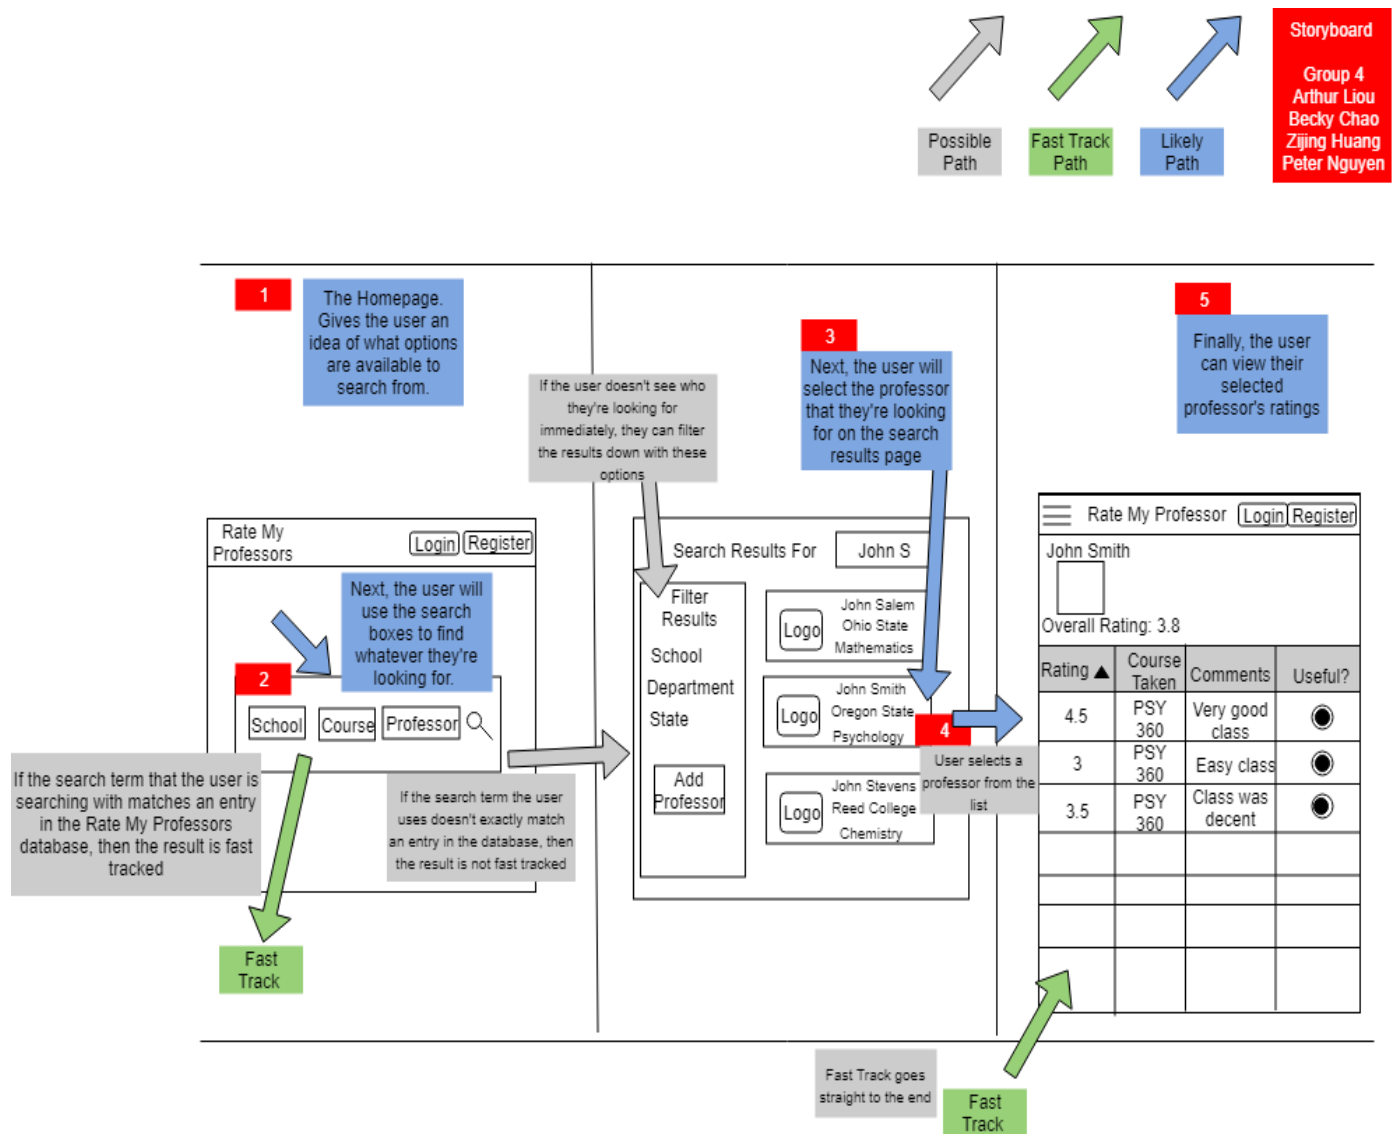 Storyboard
Group 4
Arthur Liou
Becky Chao
Zijing Huang
Peter Nguyen
Possible
Path
Fast Track
Path
Likely
Path
1
The Homepage.
Gives the user an
idea of what options
are available to
search from.
Rate My
Professors
Login
Register
Next, the user will
use the search
boxes to find
whatever they're
looking for.
2
School
Course
Professor
If the search term that the user is
searching with matches an entry
in the Rate My Professors
database, then the result is fast
tracked
If the search term the user
uses doesn't exactly match
an entry in the database, then
the result is not fast tracked
Fast
Track
If the user doesn't see who
they're looking for
immediately, they can filter
the results down with these
options
3
Next, the user will
select the professor
that they're looking
for on the search
results page
Search Results For
John S
Filter
Results
School
Department
State
Add
Professor
Logo
John Salem
Ohio State
Mathematics
Logo
John Smith
Oregon State
Psychology
Logo
John Stevens
Reed College
Chemistry
4
User selects a
professor from the
list
5
Finally, the user
can view their
selected
professor's ratings
Rate My Professor
Login
Register
John Smith
Overall Rating: 3.8
Rating ▲
Course
Taken
Comments
Useful?
4.5
PSY
360
Very good
class
3
PSY
360
Easy class
3.5
PSY
360
Class was
decent
Fast Track goes
straight to the end
Fast
Track